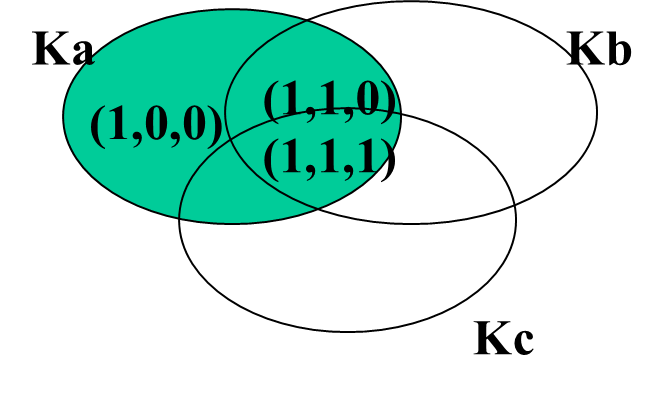 Ka
Kb
(1,1,0)
(1,0,0)
(1,1,1)
Kc